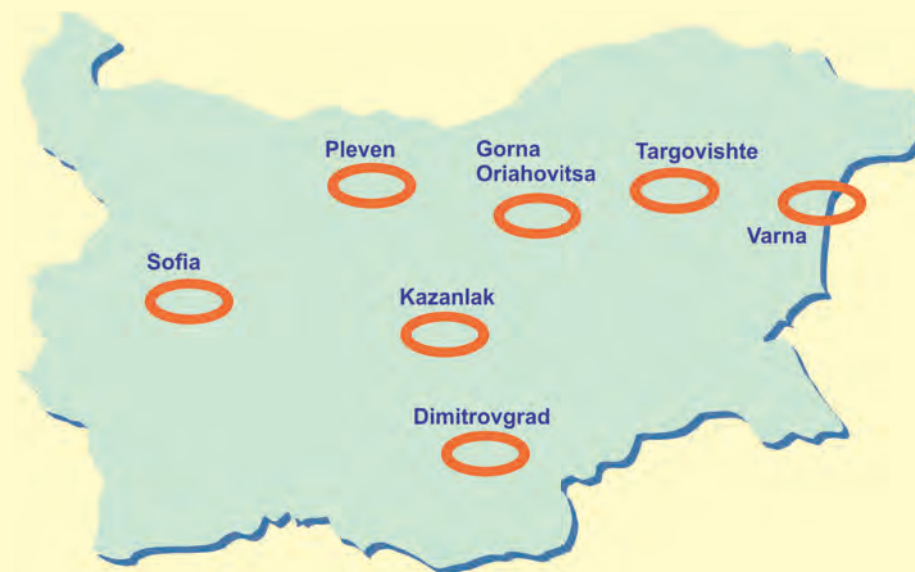 Pleven
Gorna
Oriahovitsa
Targovishte
Varna
Sofia
Kazanlak
Dimitrovgrad